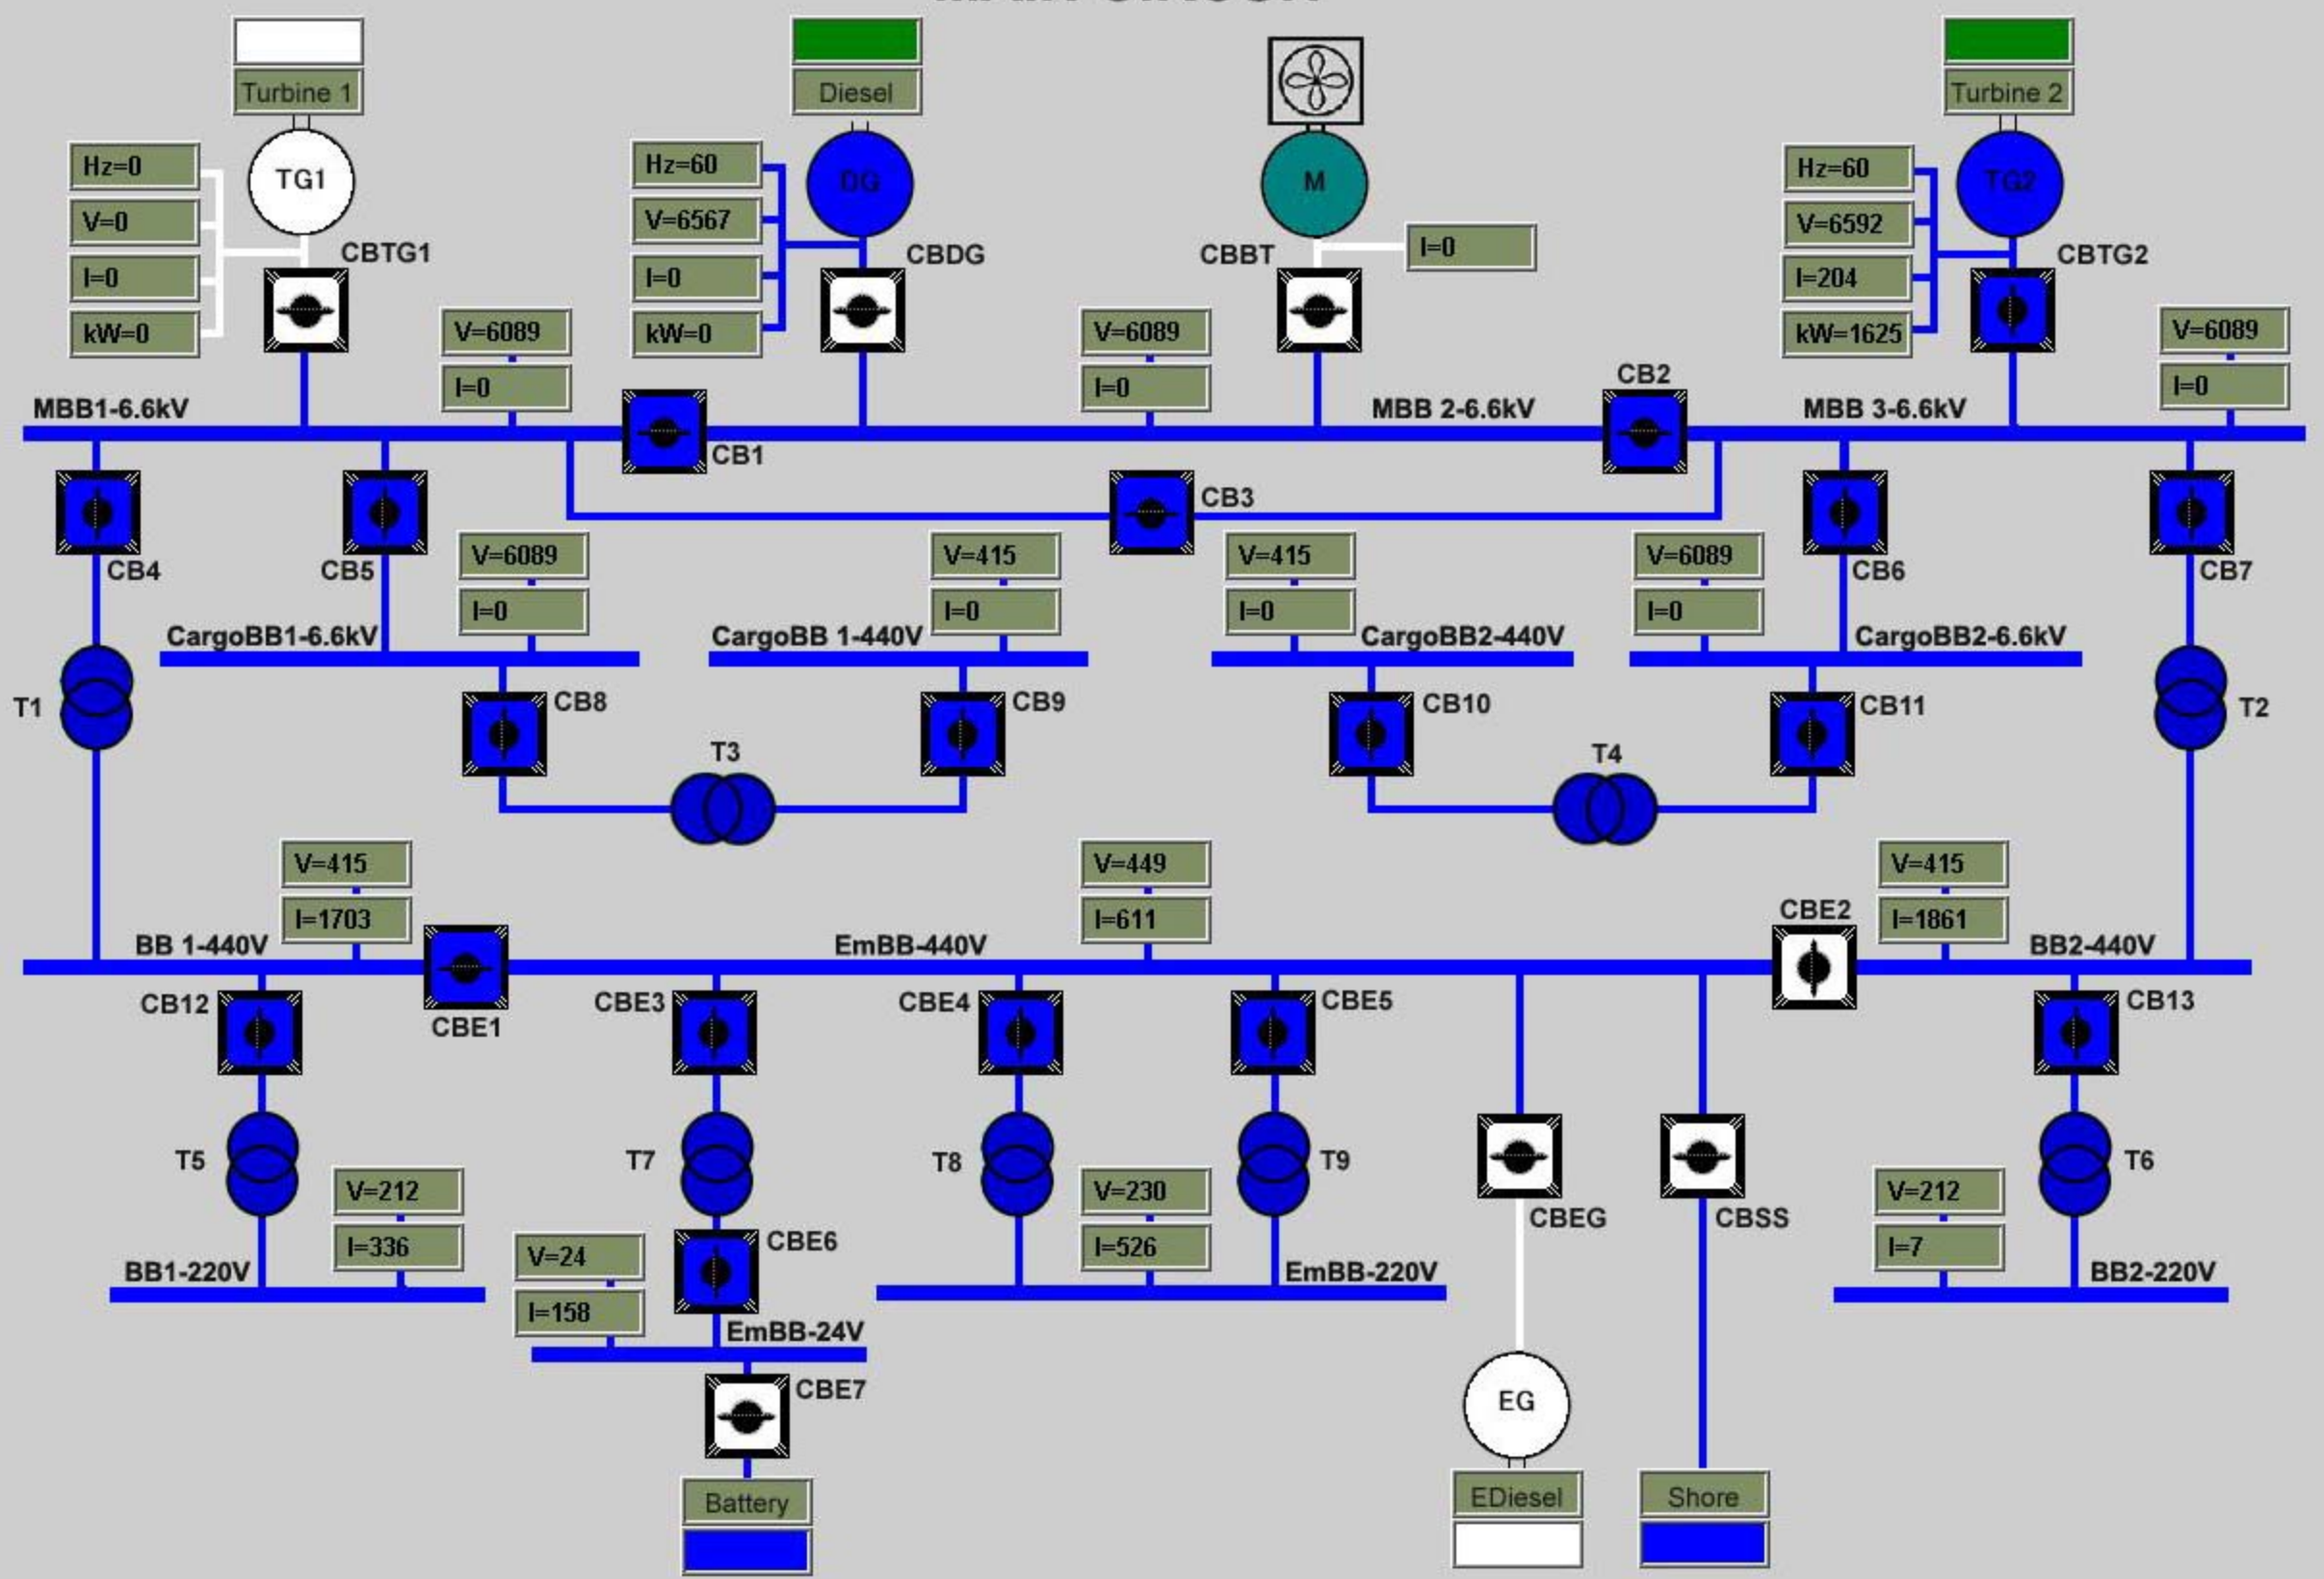 Turbine 1
Diesel
Turbine 2
TG1
DG
M
TG2
Hz=0
V=0
I=0
kW=0
CBTG1
Hz=60
V=6567
I=0
kW=0
CBDG
CBBT
I=0
Hz=60
V=6592
I=204
kW=1625
CBTG2
V=6089
I=0
V=6089
I=0
V=6089
I=0
MBB1-6.6kV
CB1
MBB 2-6.6kV
CB2
MBB 3-6.6kV
CB3
CB4
CB5
CB6
CB7
V=6089
I=0
V=415
I=0
V=415
I=0
V=6089
I=0
CargoBB1-6.6kV
CargoBB 1-440V
CargoBB2-440V
CargoBB2-6.6kV
T1
CB8
CB9
CB10
CB11
T2
T3
T4
V=415
I=1703
V=449
I=611
V=415
I=1861
BB 1-440V
EmBB-440V
CBE2
BB2-440V
CB12
CBE1
CBE3
CBE4
CBE5
CB13
T5
T7
T8
T9
T6
V=212
I=336
V=230
I=526
V=212
I=7
CBEG
CBSS
BB1-220V
V=24
I=158
CBE6
EmBB-220V
BB2-220V
EmBB-24V
CBE7
EG
Battery
EDiesel
Shore